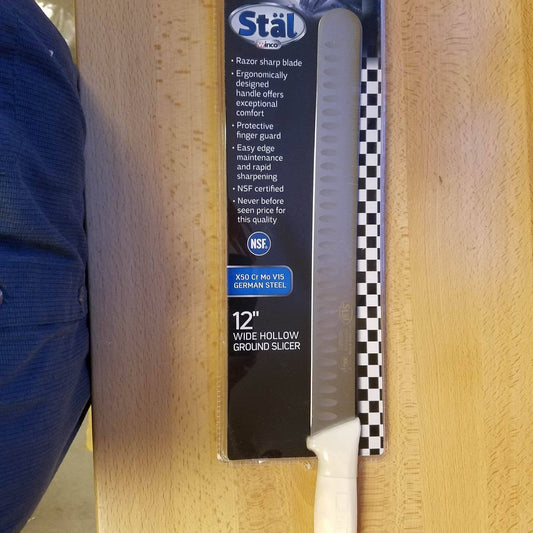 Stäl
by Winco
• Razor sharp blade
• Ergonomically
designed
handle offers
exceptional
comfort
• Protective
finger guard
• Easy edge
maintenance
and rapid
sharpening
• NSF certified
• Never before
seen price for
this quality
NSF
X50 Cr Mo V15
GERMAN STEEL
12"
WIDE HOLLOW
GROUND SLICER
Stäl